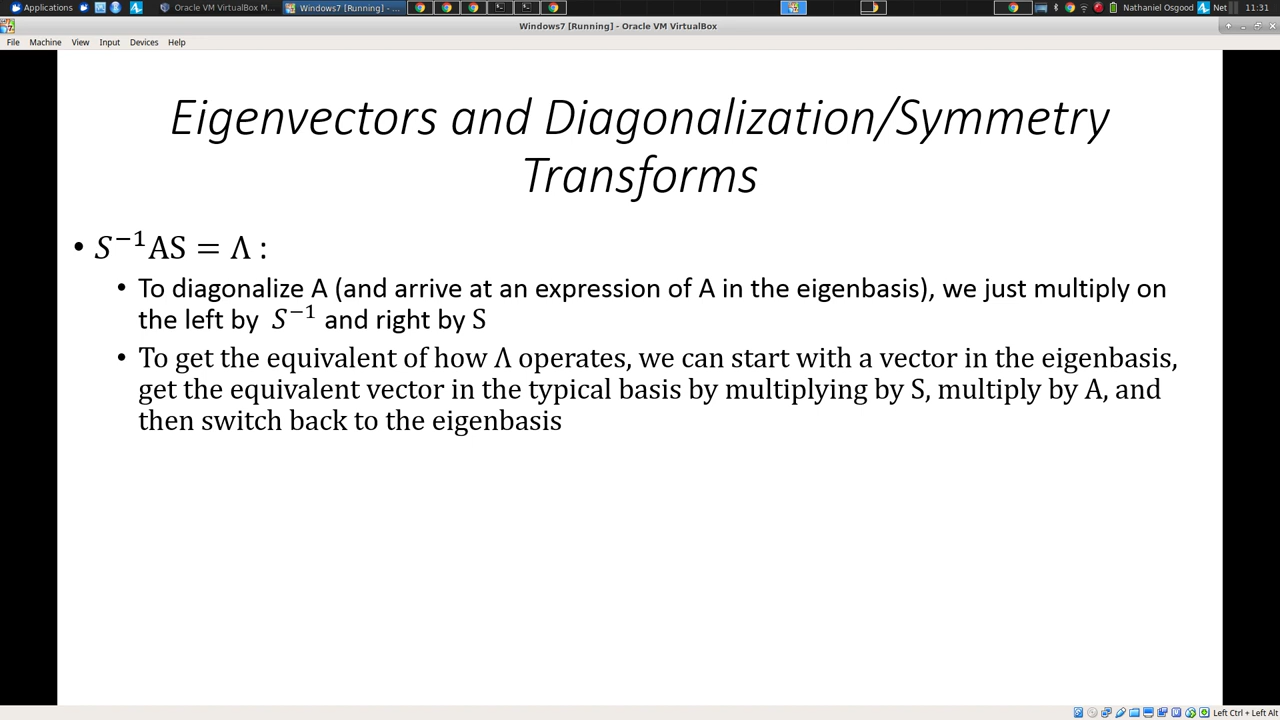 Applications
Oracle VM VirtualBox M...
Windows7 [Running] - ...
Nathaniel Osgood
Net
11:31
Windows7 [Running] - Oracle VM VirtualBox
File Machine View Input Devices Help
Eigenvectors and Diagonalization/Symmetry
Transforms
• S⁻¹AS = Λ :
• To diagonalize A (and arrive at an expression of A in the eigenbasis), we just multiply on
the left by S⁻¹ and right by S
• To get the equivalent of how Λ operates, we can start with a vector in the eigenbasis,
get the equivalent vector in the typical basis by multiplying by S, multiply by A, and
then switch back to the eigenbasis
Left Ctrl + Left Alt